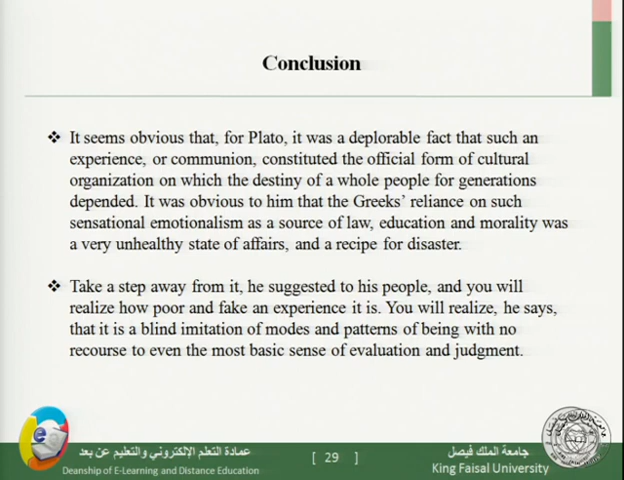 Conclusion
❖ It seems obvious that, for Plato, it was a deplorable fact that such an
experience, or communion, constituted the official form of cultural
organization on which the destiny of a whole people for generations
depended. It was obvious to him that the Greeks' reliance on such
sensational emotionalism as a source of law, education and morality was
a very unhealthy state of affairs, and a recipe for disaster.
❖ Take a step away from it, he suggested to his people, and you will
realize how poor and fake an experience it is. You will realize, he says,
that it is a blind imitation of modes and patterns of being with no
recourse to even the most basic sense of evaluation and judgment.
عمادة التعلم الإلكتروني والتعليم عن بعد
Deanship of E-Learning and Distance Education
[ 29 ]
جامعة الملك فيصل
King Faisal University